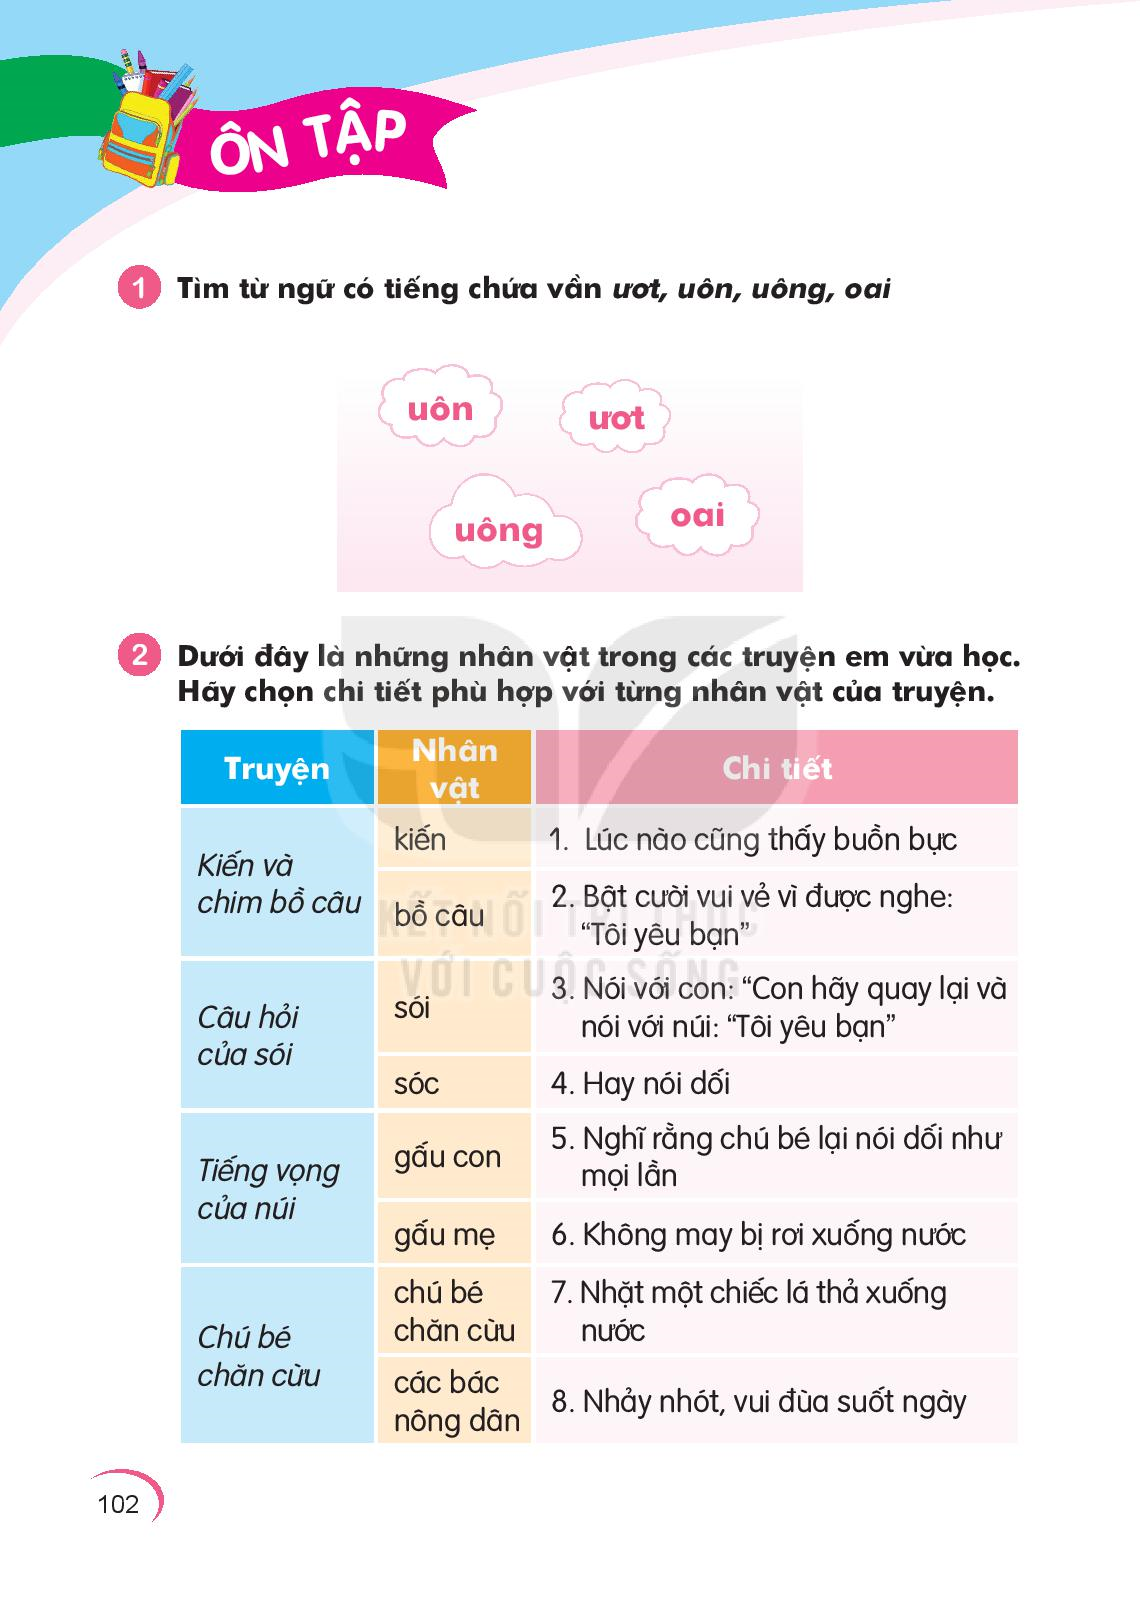 ÔN TẬP
1 Tìm từ ngữ có tiếng chứa vần ươt, uôn, uông, oai
uôn
ươt
uông
oai
2 Dưới đây là những nhân vật trong các truyện em vừa học.
Hãy chọn chi tiết phù hợp với từng nhân vật của truyện.
Truyện
Nhân
vật
Chi tiết
Kiến và
chim bồ câu
kiến
1. Lúc nào cũng thấy buồn bực
bồ câu
2. Bật cười vui vẻ vì được nghe:
“Tôi yêu bạn”
Câu hỏi
của sói
sói
3. Nói với con: “Con hãy quay lại và
nói với núi: “Tôi yêu bạn”
sóc
4. Hay nói dối
Tiếng vọng
của núi
gấu con
5. Nghĩ rằng chú bé lại nói dối như
mọi lần
gấu mẹ
6. Không may bị rơi xuống nước
Chú bé
chăn cừu
chú bé
chăn cừu
7. Nhặt một chiếc lá thả xuống
nước
các bác
nông dân
8. Nhảy nhót, vui đùa suốt ngày
KẾT NỐI TRI THỨC
VỚI CUỘC SỐNG
102